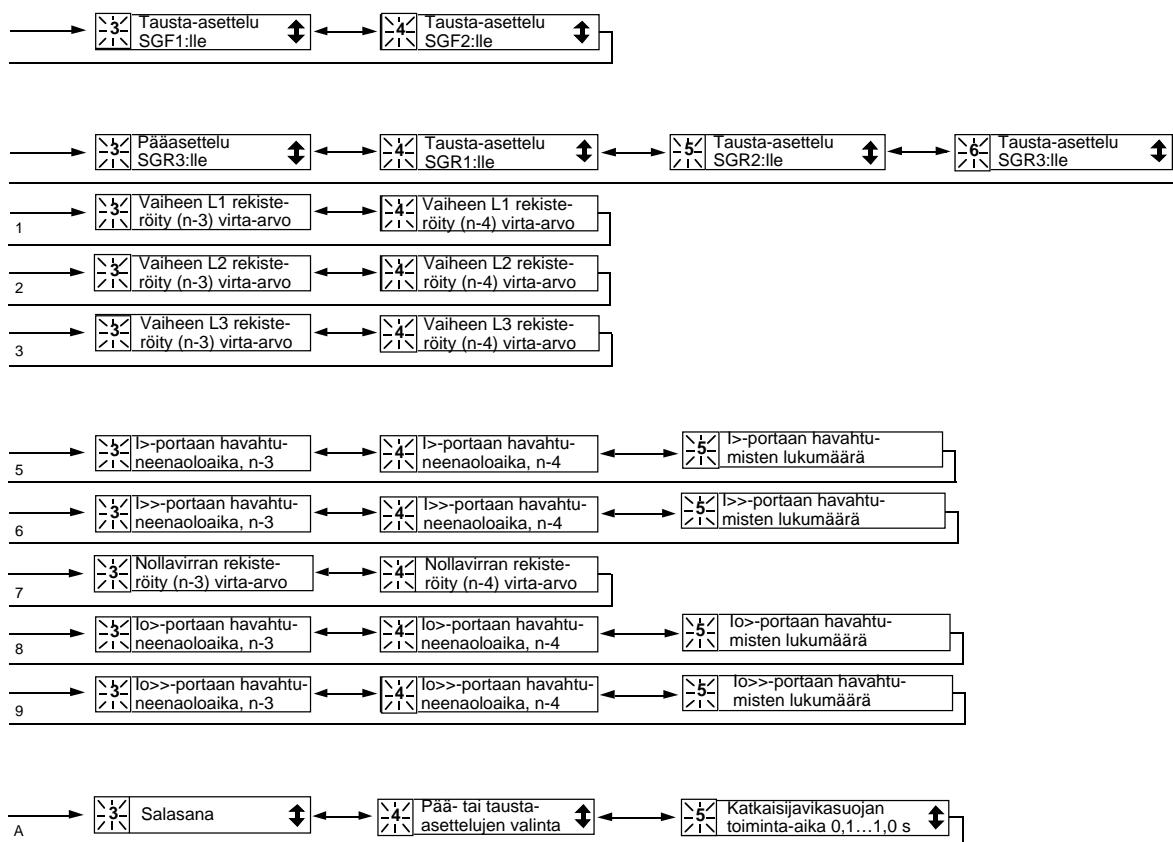 3 Tausta-asettelu
SGF1:lle
4 Tausta-asettelu
SGF2:lle
3 Pääasettelu
SGR3:lle
4 Tausta-asettelu
SGR1:lle
5 Tausta-asettelu
SGR2:lle
6 Tausta-asettelu
SGR3:lle
1
3 Vaiheen L1 rekiste-
röity (n-3) virta-arvo
4 Vaiheen L1 rekiste-
röity (n-4) virta-arvo
2
3 Vaiheen L2 rekiste-
röity (n-3) virta-arvo
4 Vaiheen L2 rekiste-
röity (n-4) virta-arvo
3
3 Vaiheen L3 rekiste-
röity (n-3) virta-arvo
4 Vaiheen L3 rekiste-
röity (n-4) virta-arvo
5
3 I>-portaan havahtu-
neenaoloaika, n-3
4 I>-portaan havahtu-
neenaoloaika, n-4
5 I>-portaan havahtu-
misten lukumäärä
6
3 I>>-portaan havahtu-
neenaoloaika, n-3
4 I>>-portaan havahtu-
neenaoloaika, n-4
5 I>>-portaan havahtu-
misten lukumäärä
7
3 Nollavirran rekiste-
röity (n-3) virta-arvo
4 Nollavirran rekiste-
röity (n-4) virta-arvo
8
3 Io>-portaan havahtu-
neenaoloaika, n-3
4 Io>-portaan havahtu-
neenaoloaika, n-4
5 Io>-portaan havahtu-
misten lukumäärä
9
3 Io>>-portaan havahtu-
neenaoloaika, n-3
4 Io>>-portaan havahtu-
neenaoloaika, n-4
5 Io>>-portaan havahtu-
misten lukumäärä
A
3 Salasana
4 Pää- tai tausta-
asettelujen valinta
5 Katkaisijavikasuojan
toiminta-aika 0,1...1,0 s